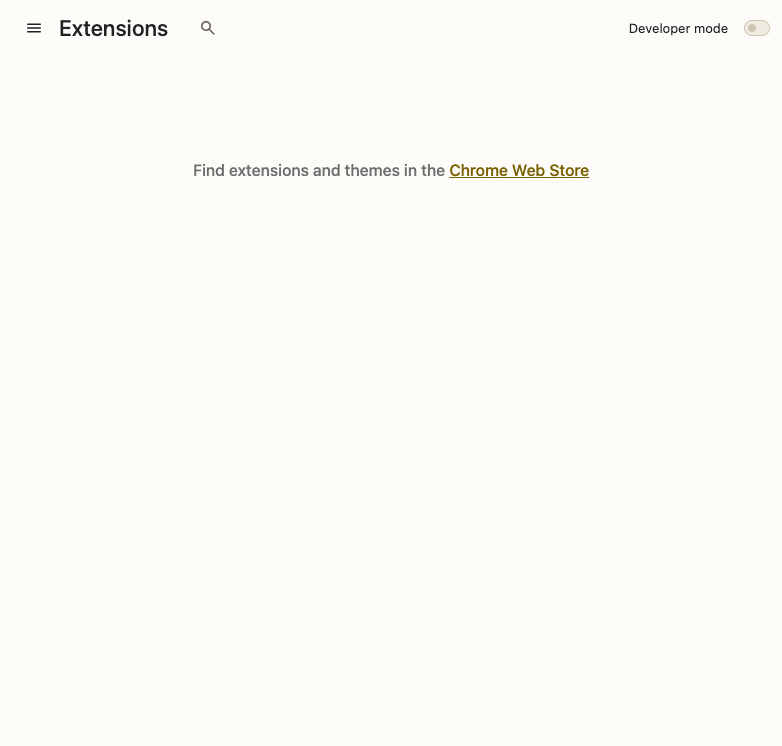 Extensions
Developer mode
Find extensions and themes in the Chrome Web Store